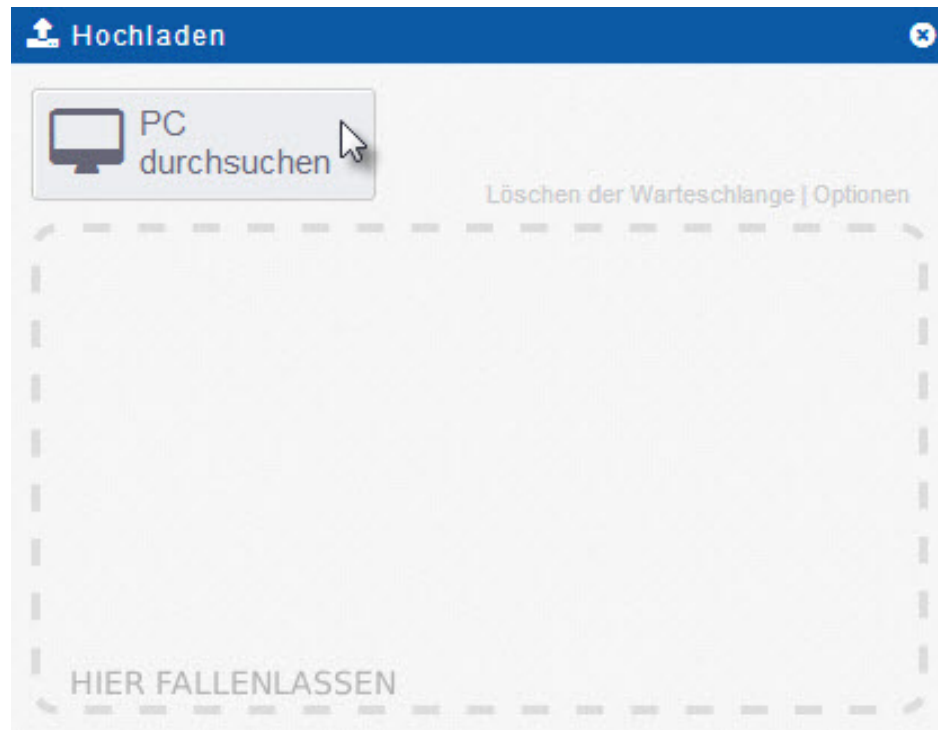 Hochladen
PC
durchsuchen
Löschen der Warteschlange | Optionen
HIER FALLENLASSEN